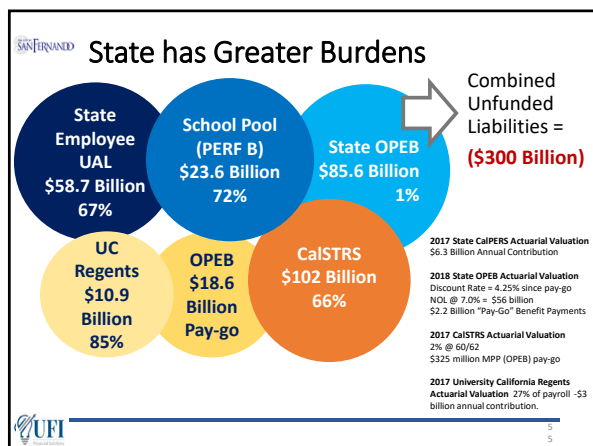 SAN FERNANDO
State has Greater Burdens
State
Employee
UAL
$58.7 Billion
67%
School Pool
(PERF B)
$23.6 Billion
72%
State OPEB
$85.6 Billion
1%
Combined
Unfunded
Liabilities =
($300 Billion)
UC
Regents
$10.9
Billion
85%
OPEB
$18.6
Billion
Pay-go
CalSTRS
$102 Billion
66%
2017 State CalPERS Actuarial Valuation
$6.3 Billion Annual Contribution
2018 State OPEB Actuarial Valuation
Discount Rate = 4.25% since pay-go
NOL @ 7.0% = $56 billion
$2.2 Billion “Pay-Go” Benefit Payments
2017 CalSTRS Actuarial Valuation
2% @ 60/62
$325 million MPP (OPEB) pay-go
2017 University California Regents
Actuarial Valuation 27% of payroll -$3
billion annual contribution.
UFI
5
5